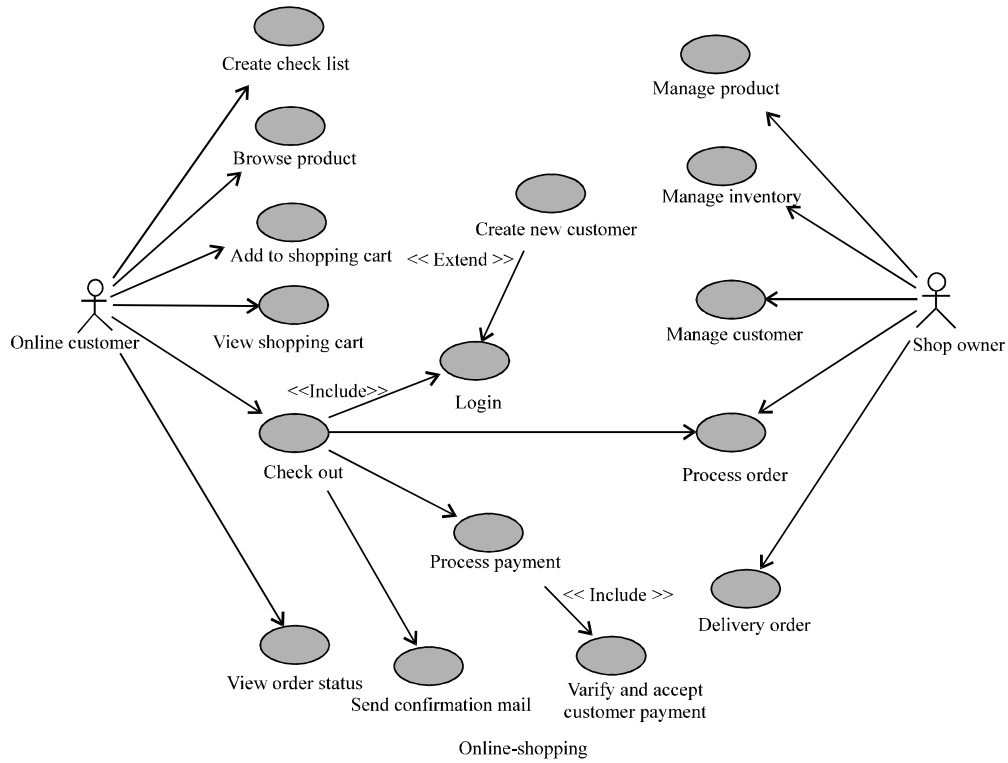 Create check list
Manage product
Browse product
Manage inventory
Create new customer
Add to shopping cart
<< Extend >>
Online customer
View shopping cart
Manage customer
Shop owner
<<Include>>
Login
Check out
Process order
Process payment
<< Include >>
Delivery order
View order status
Send confirmation mail
Varify and accept
customer payment
Online-shopping